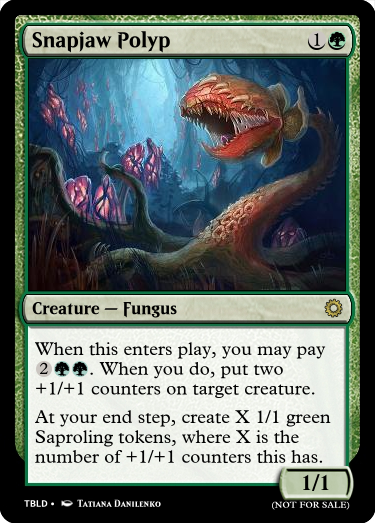 Snapjaw Polyp 1
Creature — Fungus
When this enters play, you may pay
2. When you do, put two
+1/+1 counters on target creature.
At your end step, create X 1/1 green
Saproling tokens, where X is the
number of +1/+1 counters this has.
1/1
TBLD • Tatiana Danilenko
(NOT FOR SALE)